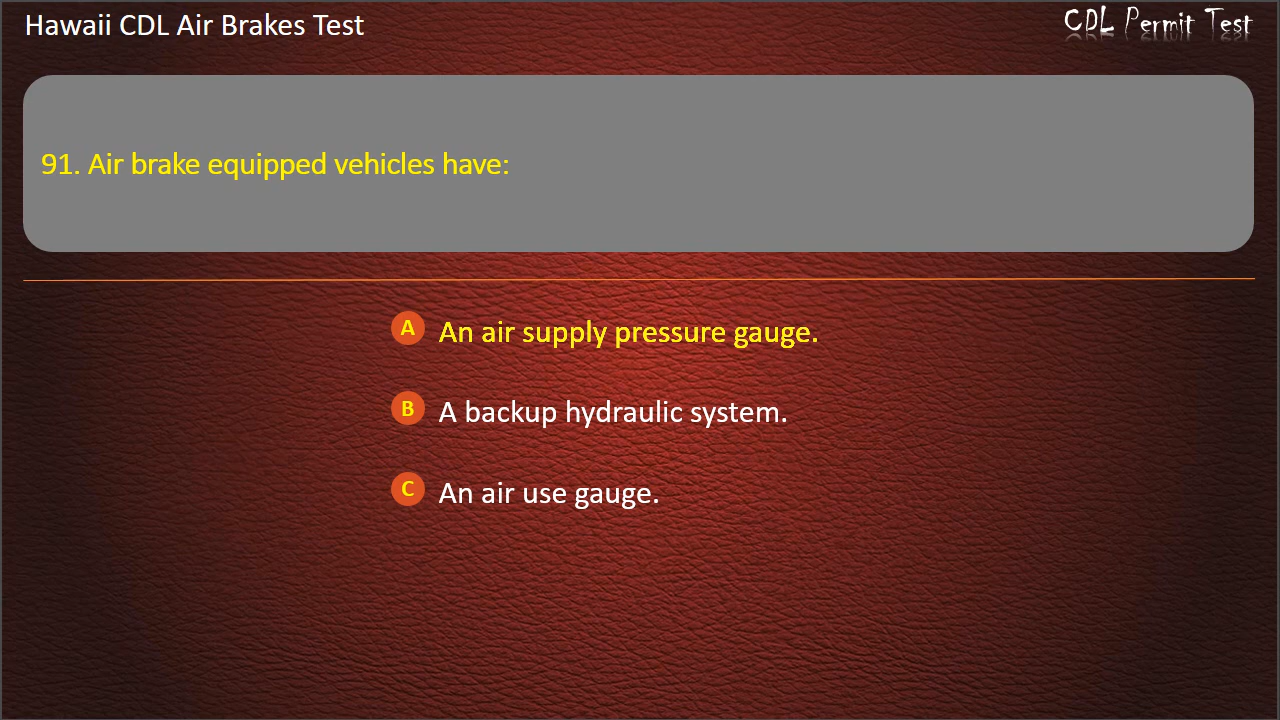 Hawaii CDL Air Brakes Test
CDL Permit Test
91. Air brake equipped vehicles have:
A An air supply pressure gauge.
B A backup hydraulic system.
C An air use gauge.